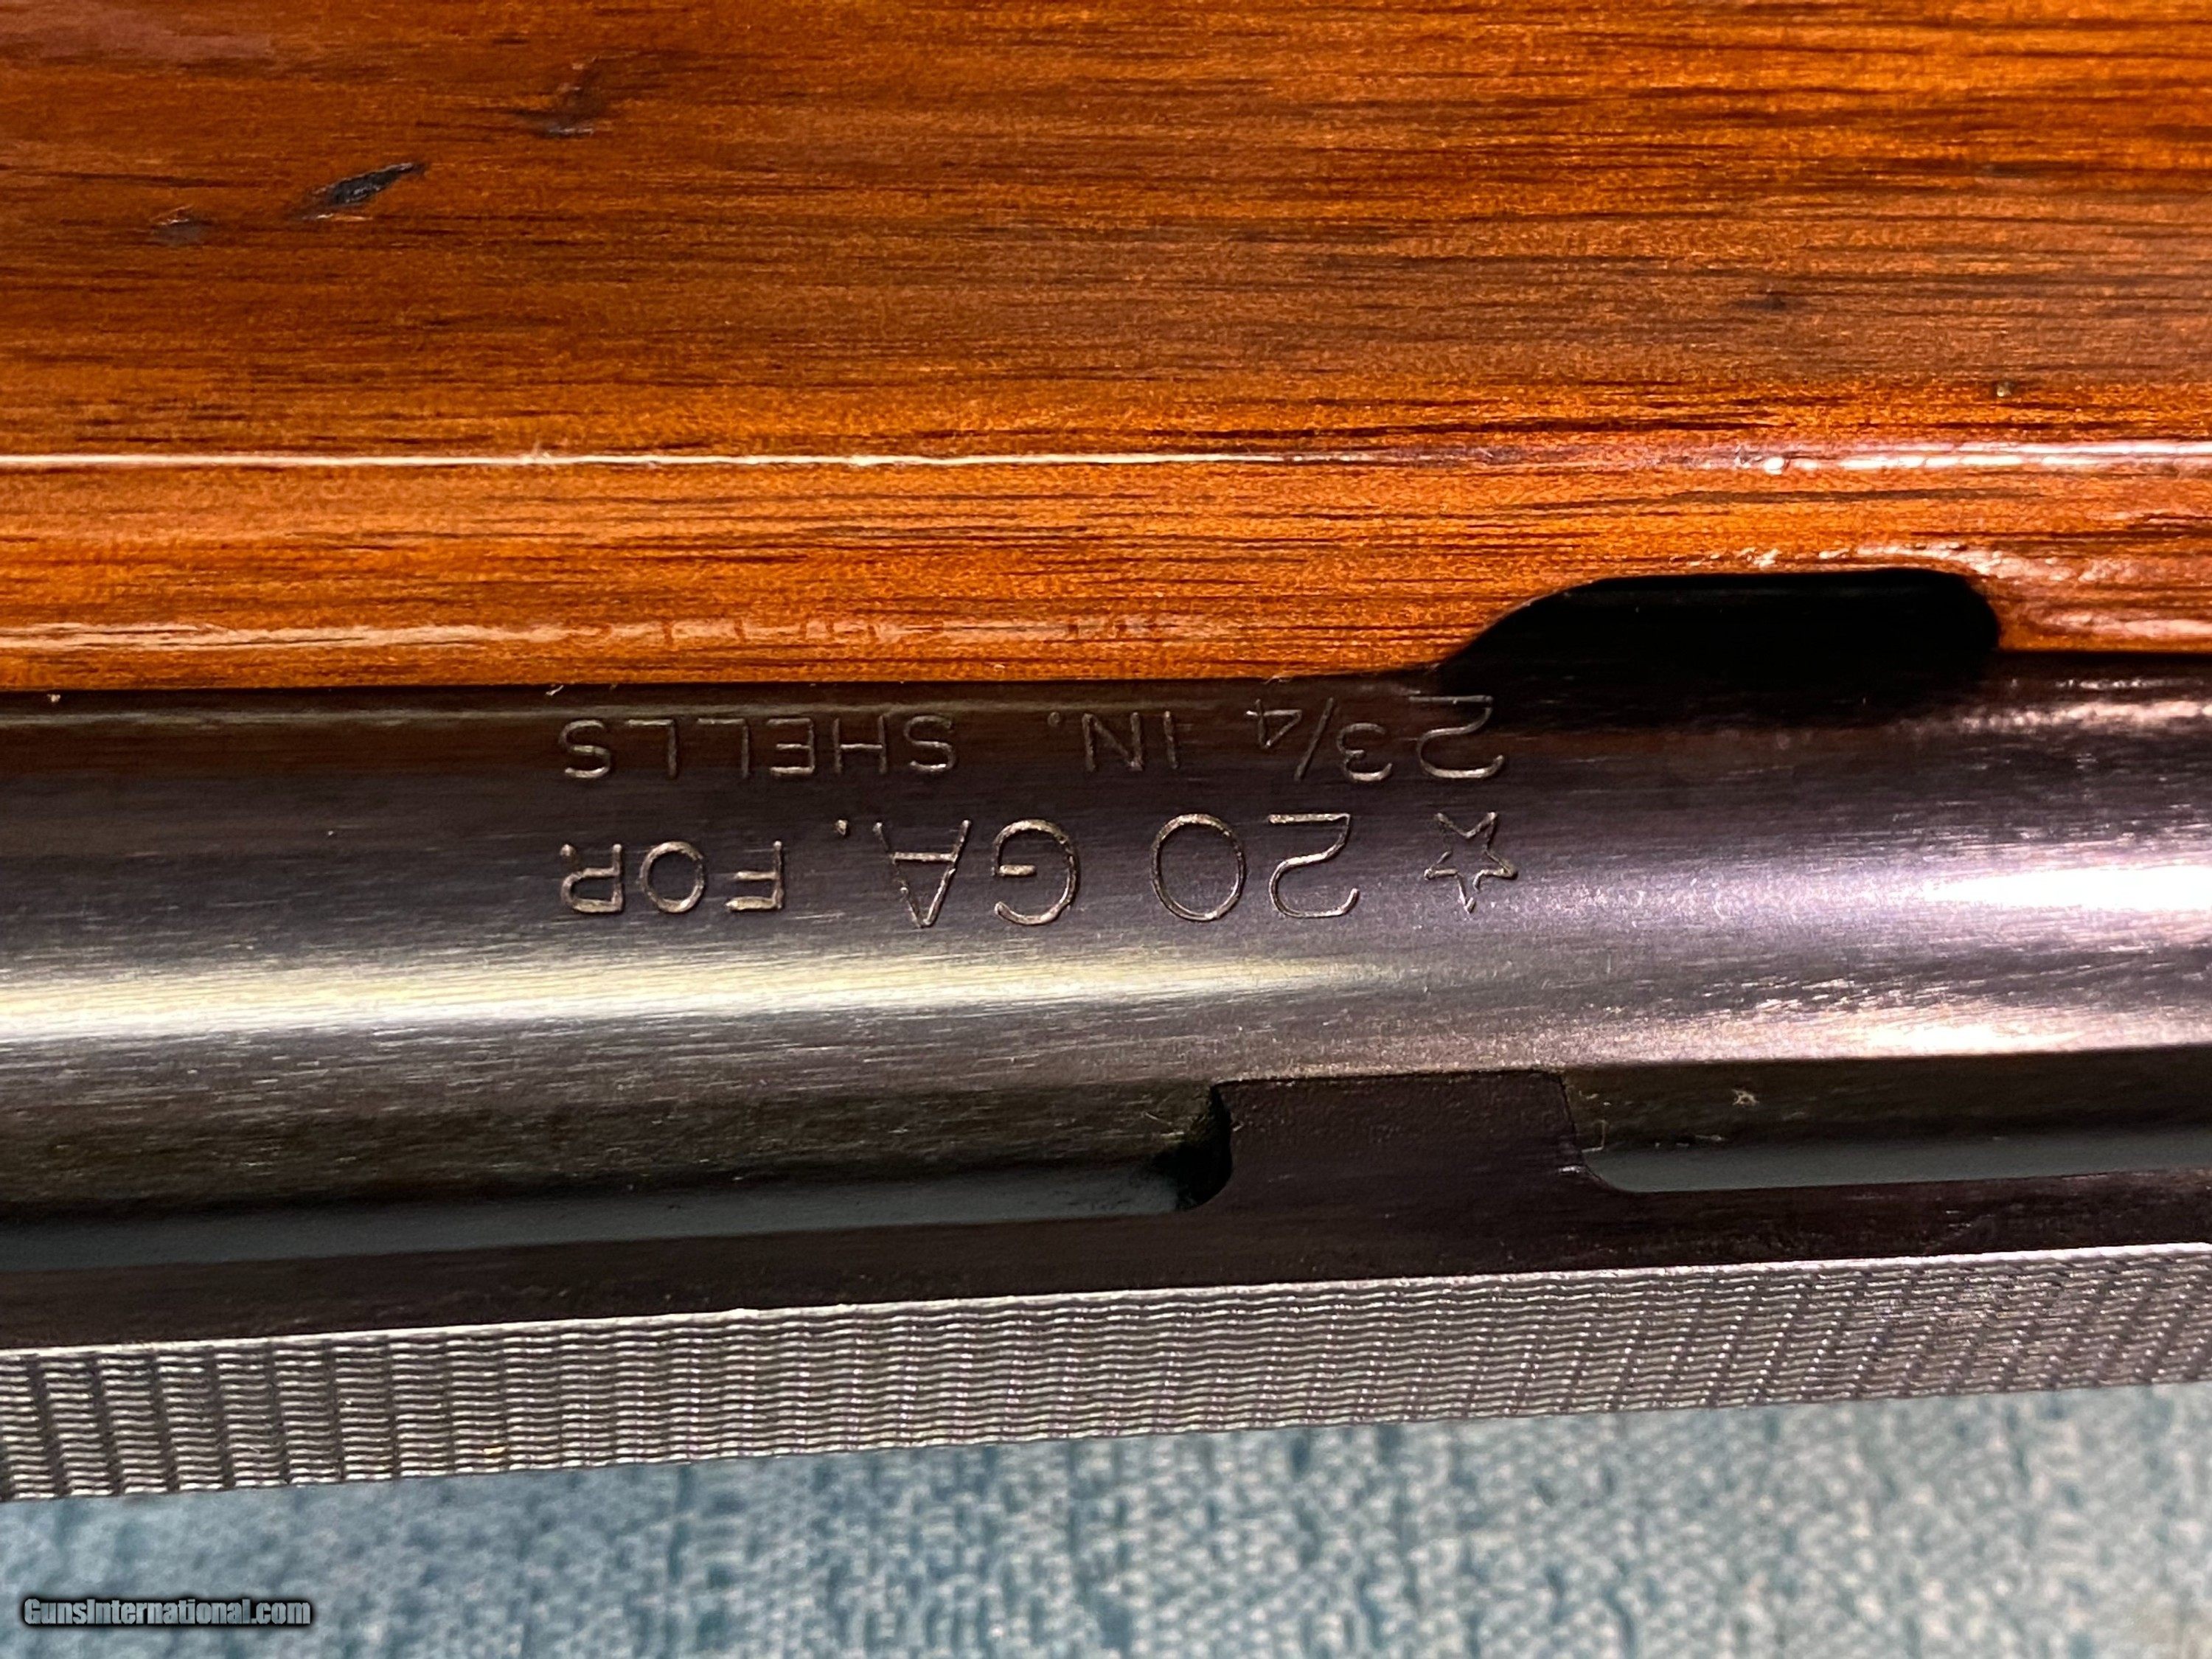 ☆ 20 GA. FOR
2 3/4 IN. SHELLS
GunsInternational.com